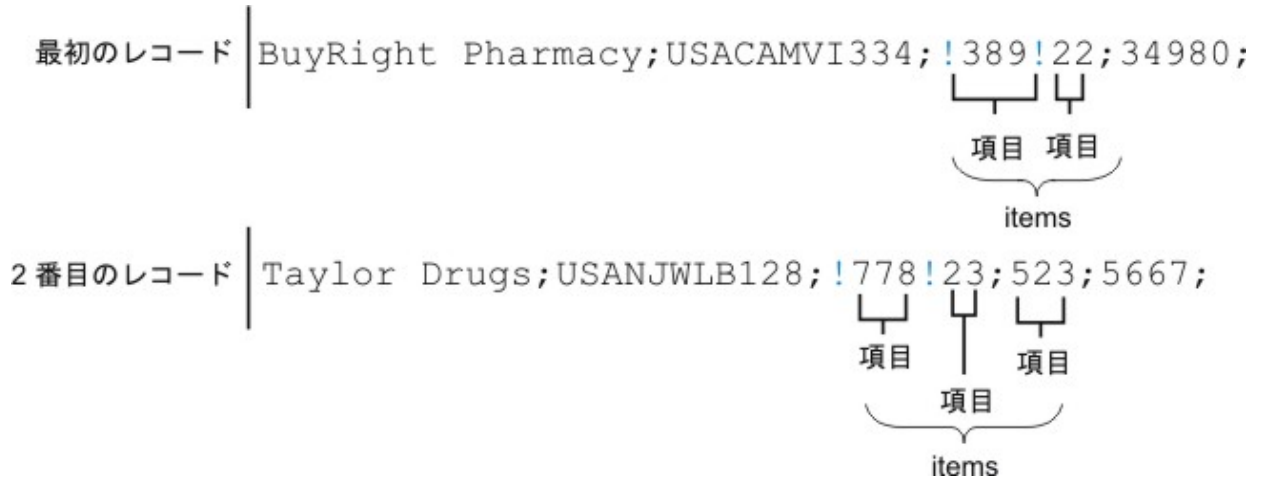 最初のレコード BuyRight Pharmacy;USACAMVI334;!389!22;34980;
項目 項目
items
2 番目のレコード Taylor Drugs;USANJWLB128;!778!23;523;5667;
項目 項目
項目
items